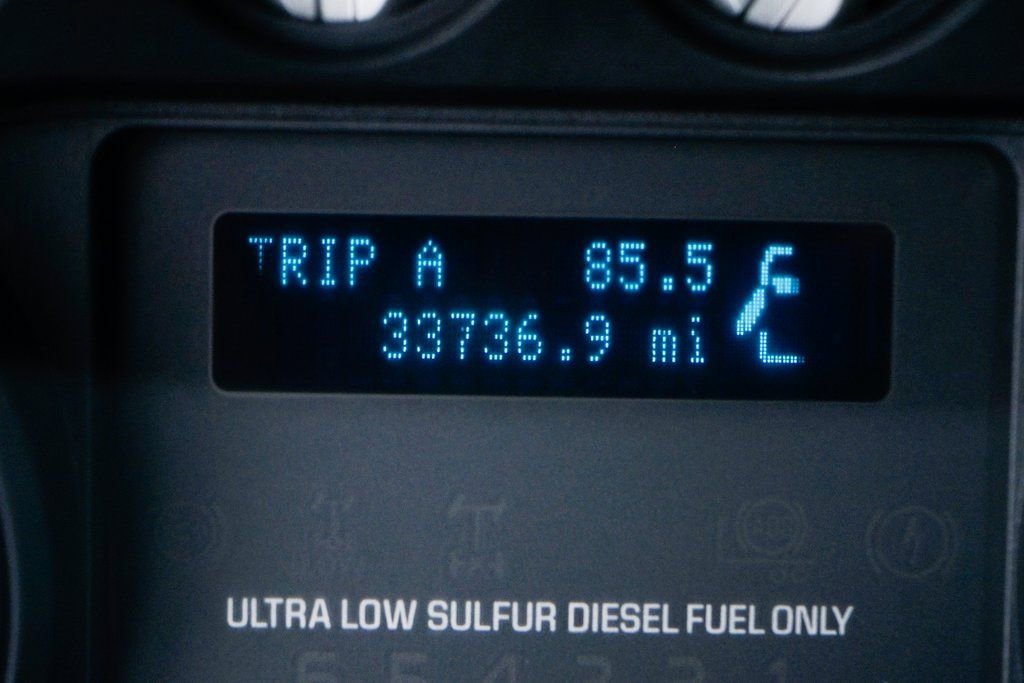 TRIP A 85.5
33736.9 mi
ULTRA LOW SULFUR DIESEL FUEL ONLY